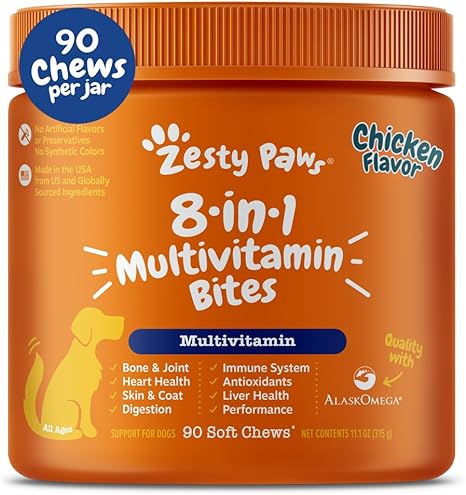 90
Chews
per jar
No Artificial Flavors
or Preservatives
No Synthetic Colors
Made in the USA
from US and Globally
Sourced Ingredients
Zesty Paws®
Chicken
Flavor
8-in-1
Multivitamin
Bites
Multivitamin
• Bone & Joint
• Heart Health
• Skin & Coat
• Digestion
• Immune System
• Antioxidants
• Liver Health
• Performance
Quality
with
ALASKOMEGA®
All Ages
SUPPORT FOR DOGS 90 Soft Chews* NET CONTENTS 11.1 OZ (315 g)